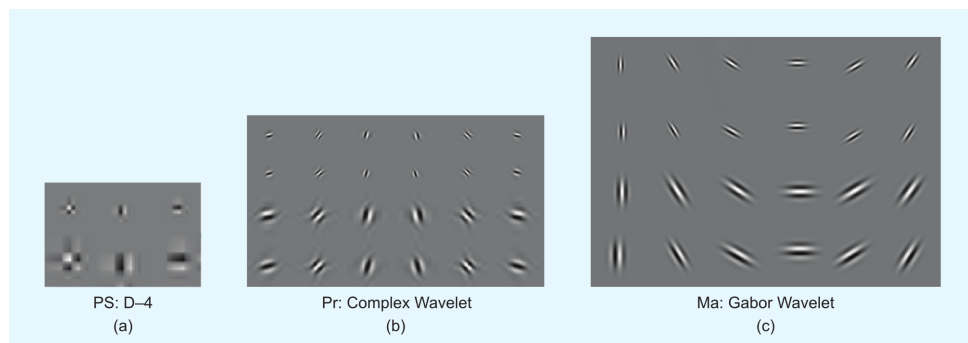 PS: D–4
(a)
Pr: Complex Wavelet
(b)
Ma: Gabor Wavelet
(c)